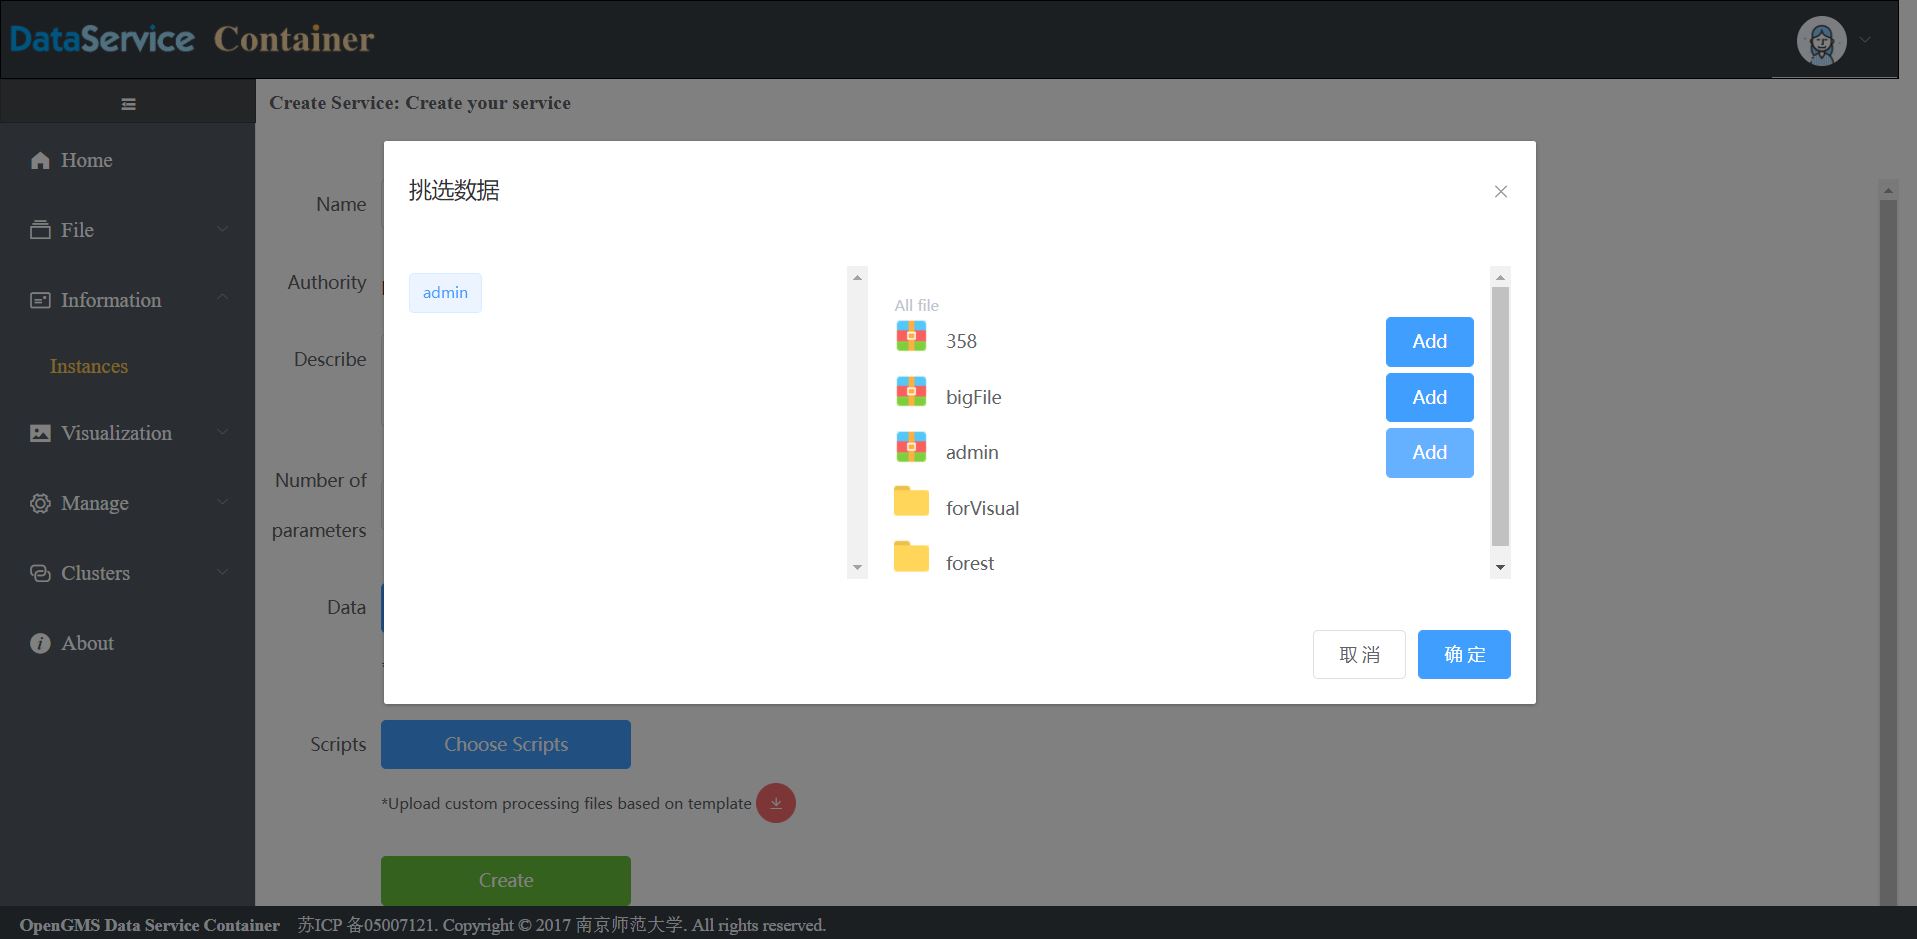 DataService Container
Create Service: Create your service
Home
File
Information
Instances
Visualization
Manage
Clusters
About
Name
Authority
Describe
Number of
parameters
Data
挑选数据
admin
All file
358 Add
bigFile Add
admin Add
forVisual
forest
取消 确定
Scripts Choose Scripts
*Upload custom processing files based on template
Create
OpenGMS Data Service Container 苏ICP 备05007121. Copyright © 2017 南京师范大学. All rights reserved.